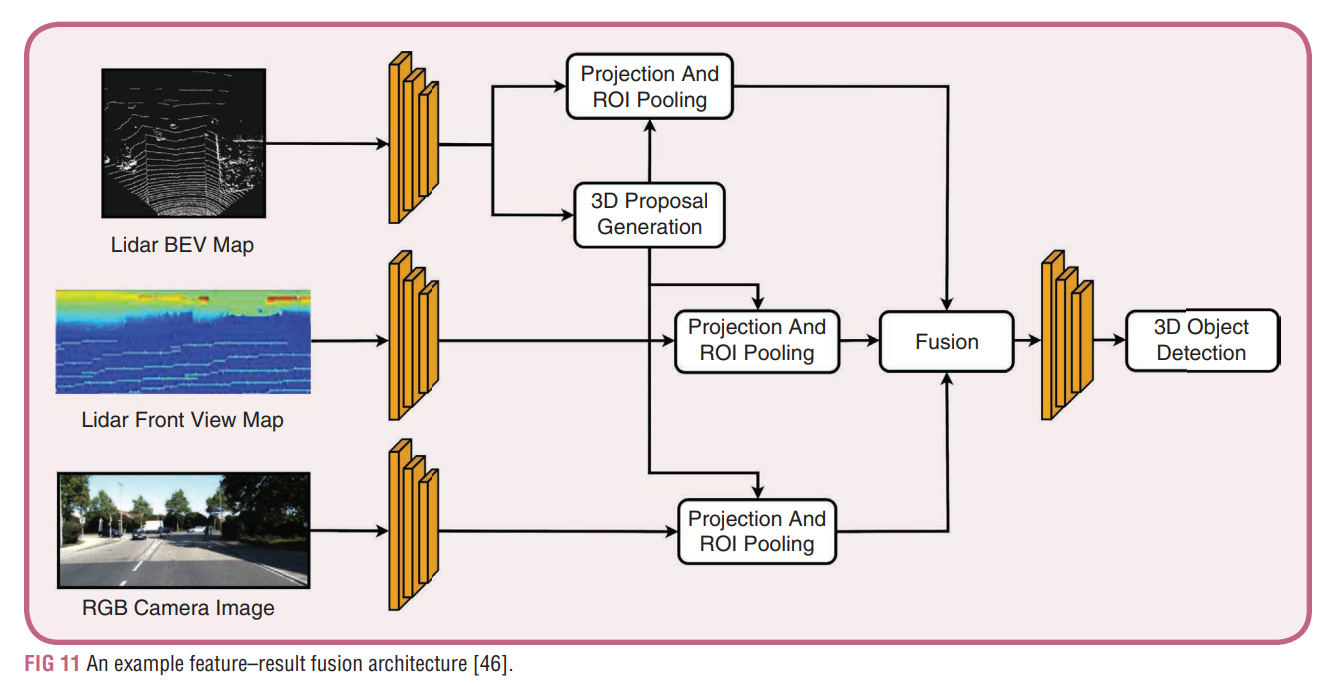 Projection And
ROI Pooling
3D Proposal
Generation
Lidar BEV Map
Projection And
ROI Pooling
Fusion
3D Object
Detection
Lidar Front View Map
Projection And
ROI Pooling
RGB Camera Image
FIG 11 An example feature–result fusion architecture [46].